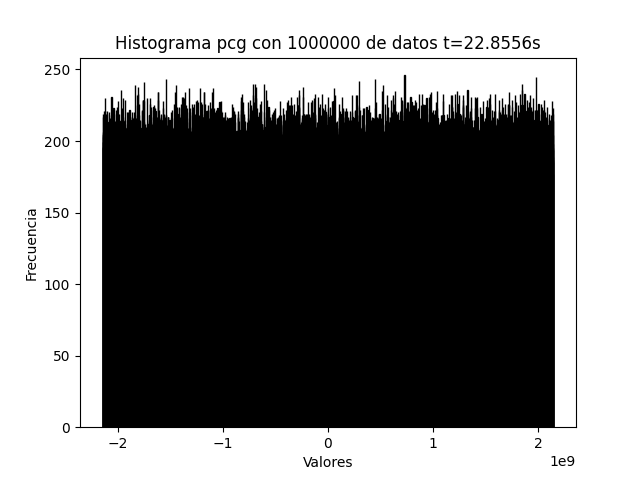 Histograma pcg con 1000000 de datos t=22.8556s
250
200
150
100
50
0
Frecuencia
−2
−1
0
1
2
1e9
Valores